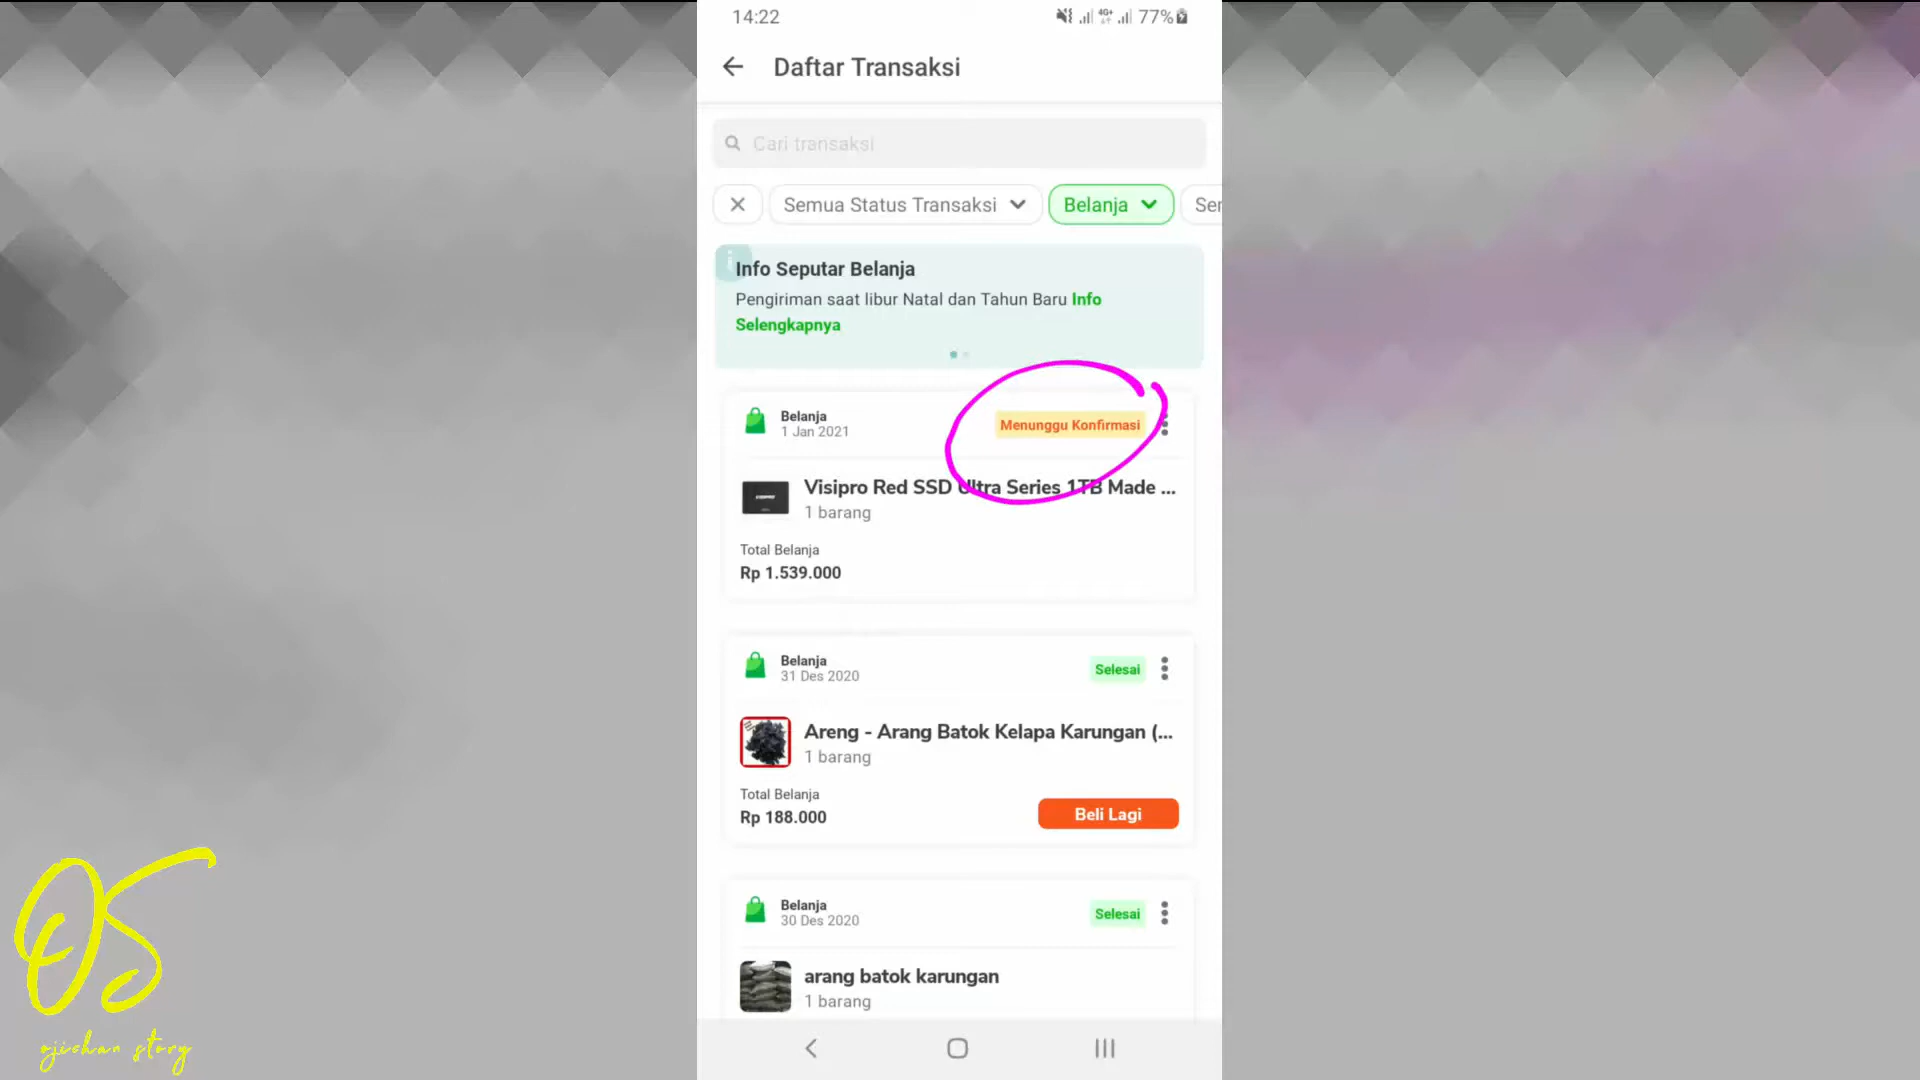 14:22
4G+
77%
Daftar Transaksi
Cari transaksi
Semua Status Transaksi
Belanja
Info Seputar Belanja
Pengiriman saat libur Natal dan Tahun Baru Info
Selengkapnya
Belanja
1 Jan 2021
Menunggu Konfirmasi
Visipro Red SSD Ultra Series 1TB Made ...
1 barang
Total Belanja
Rp 1.539.000
Belanja
31 Des 2020
Selesai
Areng - Arang Batok Kelapa Karungan (...
1 barang
Total Belanja
Rp 188.000
Beli Lagi
Belanja
30 Des 2020
Selesai
arang batok karungan
1 barang
OS
ojichan story